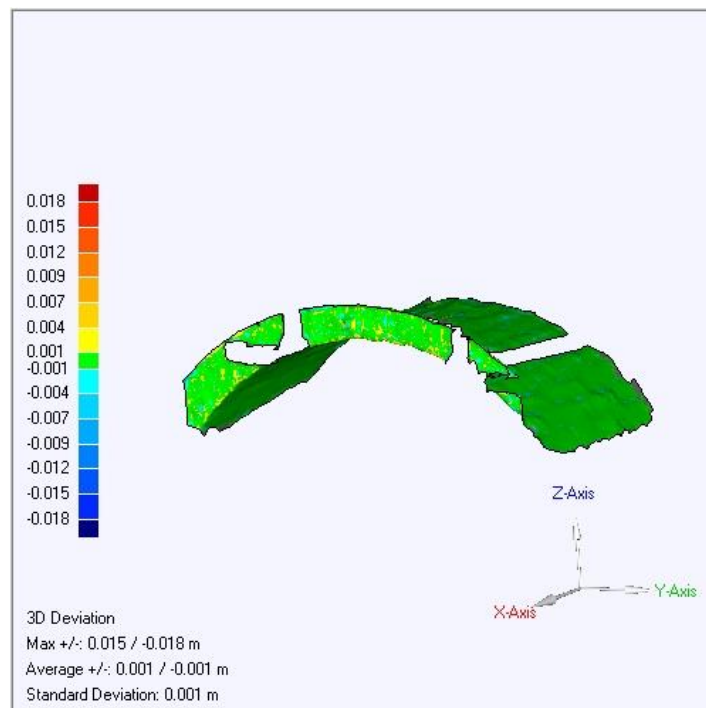 0.018
0.015
0.012
0.009
0.007
0.004
0.001
-0.001
-0.004
-0.007
-0.009
-0.012
-0.015
-0.018
Z-Axis
X-Axis
Y-Axis
3D Deviation
Max +/-: 0.015 / -0.018 m
Average +/-: 0.001 / -0.001 m
Standard Deviation: 0.001 m